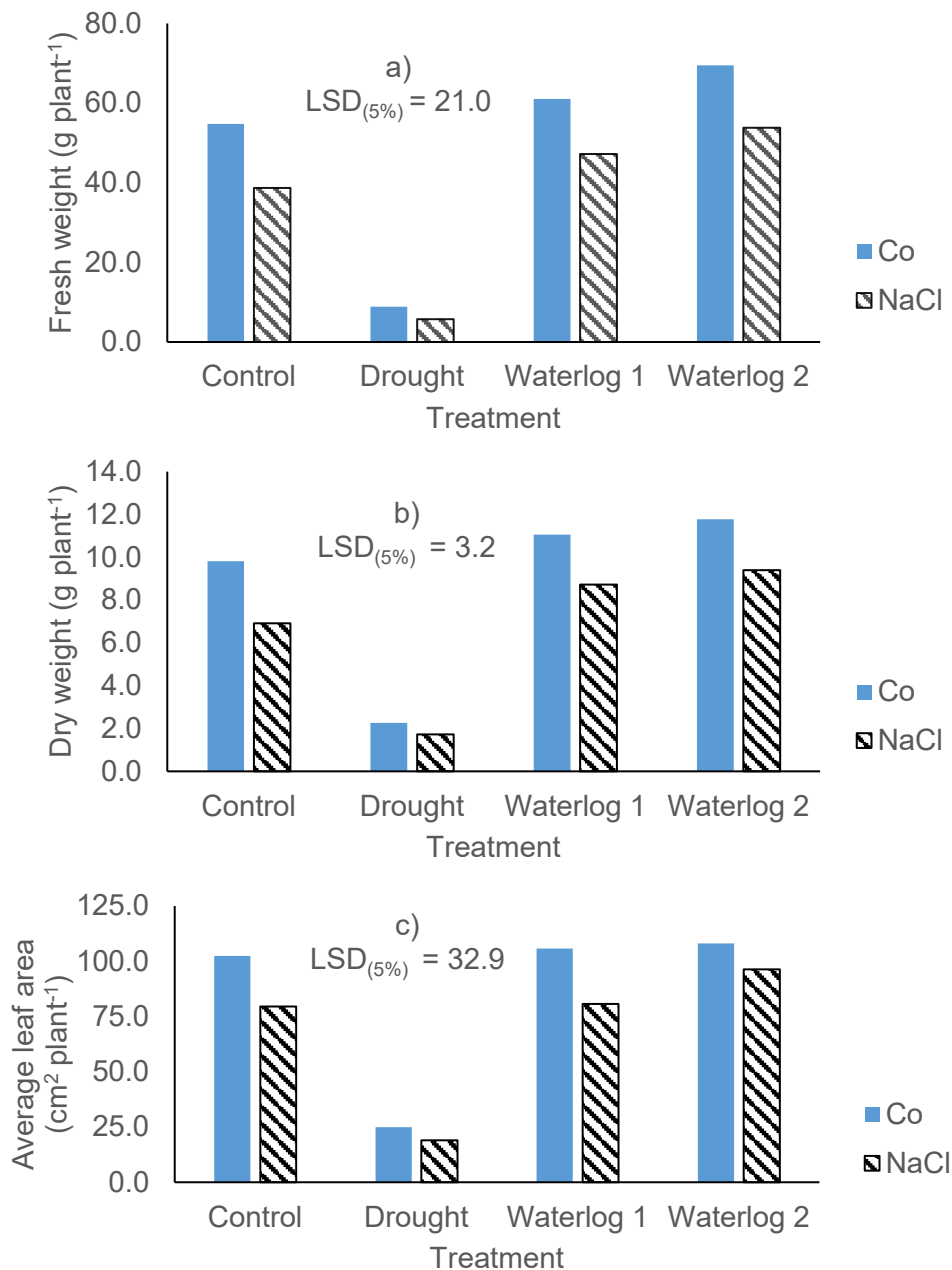 80.0
60.0
40.0
20.0
0.0
Fresh weight (g plant⁻¹)
a)
LSD(5%) = 21.0
Co
NaCl
Control Drought Waterlog 1 Waterlog 2
Treatment
14.0
12.0
10.0
8.0
6.0
4.0
2.0
0.0
Dry weight (g plant⁻¹)
b)
LSD(5%) = 3.2
Co
NaCl
Control Drought Waterlog 1 Waterlog 2
Treatment
125.0
100.0
75.0
50.0
25.0
0.0
Average leaf area
(cm² plant⁻¹)
c)
LSD(5%) = 32.9
Co
NaCl
Control Drought Waterlog 1 Waterlog 2
Treatment